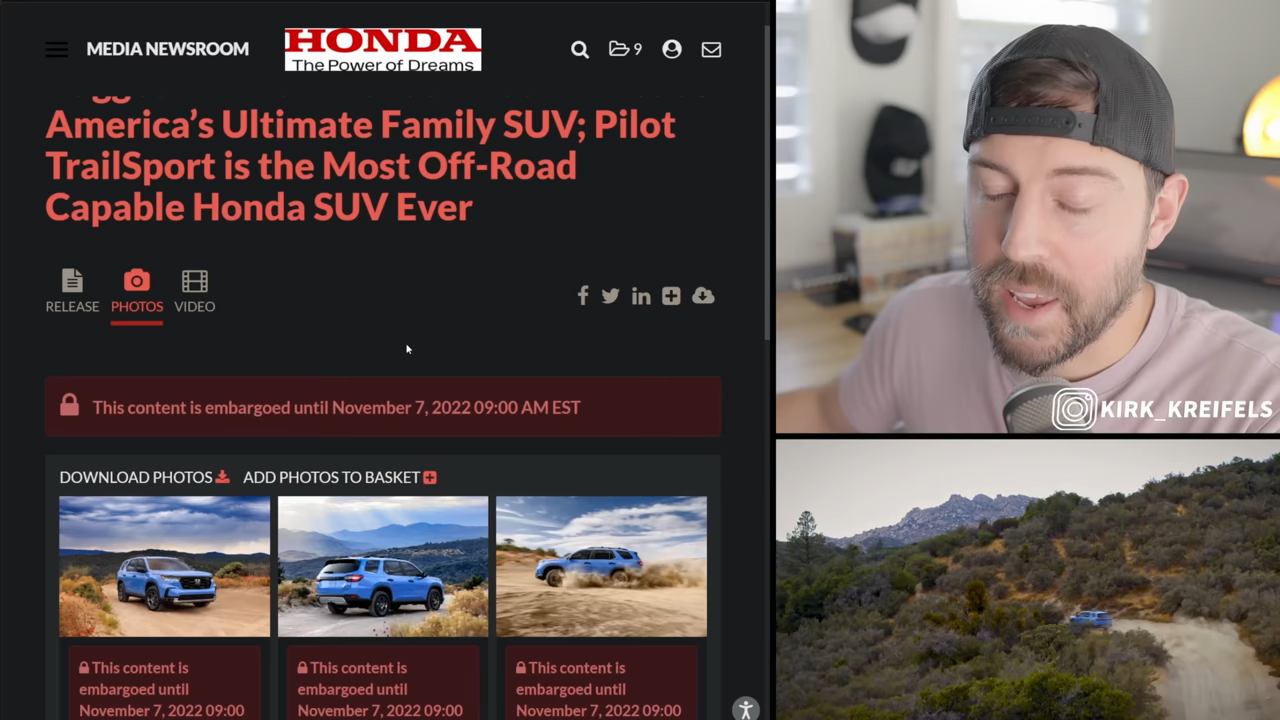 MEDIA NEWSROOM
HONDA
The Power of Dreams
9
America's Ultimate Family SUV; Pilot
TrailSport is the Most Off-Road
Capable Honda SUV Ever
RELEASE
PHOTOS
VIDEO
This content is embargoed until November 7, 2022 09:00 AM EST
DOWNLOAD PHOTOS
ADD PHOTOS TO BASKET
This content is
embargoed until
November 7, 2022 09:00
This content is
embargoed until
November 7, 2022 09:00
This content is
embargoed until
November 7, 2022 09:00
KIRK_KREIFELS